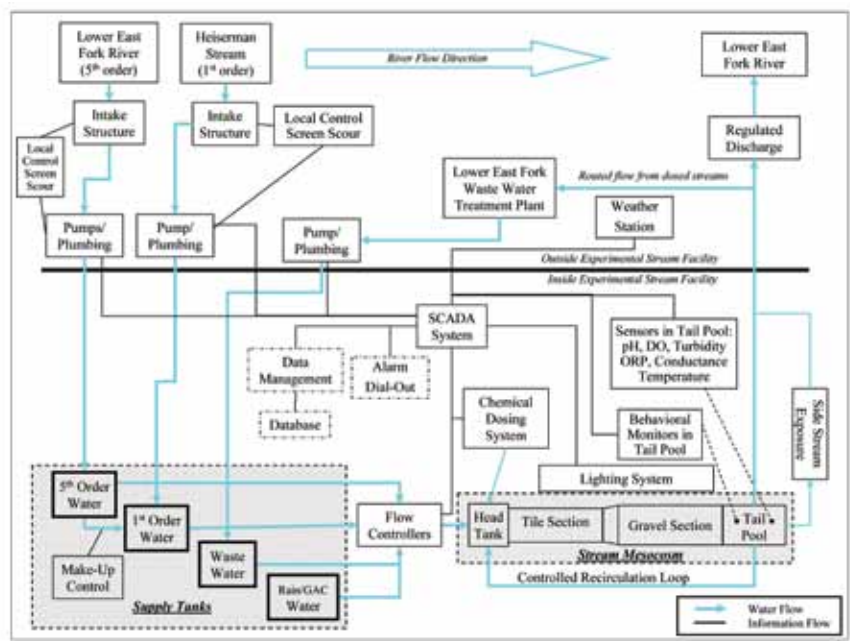 Lower East
Fork River
(5th order)
Heiserman
Stream
(1st order)
River Flow Direction
Lower East
Fork River
Intake
Structure
Intake
Structure
Local Control
Screen Scour
Local
Control
Screen
Scour
Regulated
Discharge
Lower East Fork
Waste Water
Treatment Plant
Routed flow from dosed streams
Weather
Station
Pumps/
Plumbing
Pump/
Plumbing
Pump/
Plumbing
Outside Experimental Stream Facility
Inside Experimental Stream Facility
SCADA
System
Sensors in Tail Pool:
pH, DO, Turbidity
ORP, Conductance
Temperature
Data
Management
Alarm
Dial-Out
Database
Chemical
Dosing
System
Behavioral
Monitors in
Tail Pool
Side Stream
Exposure
Lighting System
5th Order
Water
1st Order
Water
Flow
Controllers
Head
Tank
Tile Section
Gravel Section
Tail
Pool
Stream Mesocosm
Make-Up
Control
Waste
Water
Rain/GAC
Water
Supply Tanks
Controlled Recirculation Loop
Water Flow
Information Flow